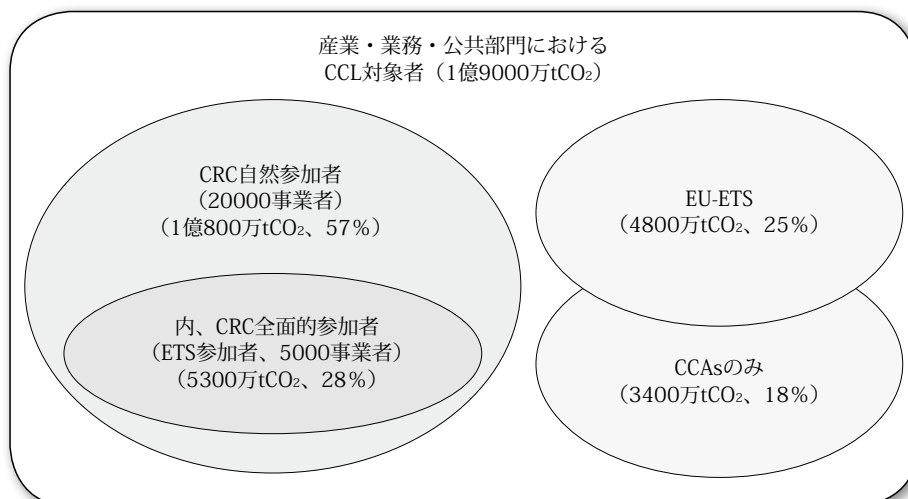 産業・業務・公共部門における
CCL対象者（1億9000万tCO₂）
CRC自然参加者
（20000事業者）
（1億800万tCO₂、57％）
内、CRC全面的参加者
（ETS参加者、5000事業者）
（5300万tCO₂、28％）
EU-ETS
（4800万tCO₂、25％）
CCAsのみ
（3400万tCO₂、18％）